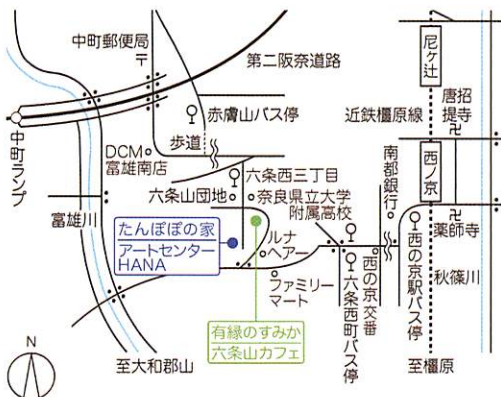 中町郵便局
〒
第二阪奈道路
尼ヶ辻
中町ランプ
赤膚山バス停
近鉄橿原線
唐招
提寺
卍
歩道
DCM
富雄南店
西ノ京
六条西三丁目
六条山団地
奈良県立大学
附属高校
南都銀行
卍
薬師寺
富雄川
たんぽぽの家
アートセンター
HANA
ルナ
ヘアー
ファミリー
マート
西の京交番
六条西町バス停
西の京駅バス停
秋篠川
有縁のすみか
六条山カフェ
N
至大和郡山
至橿原